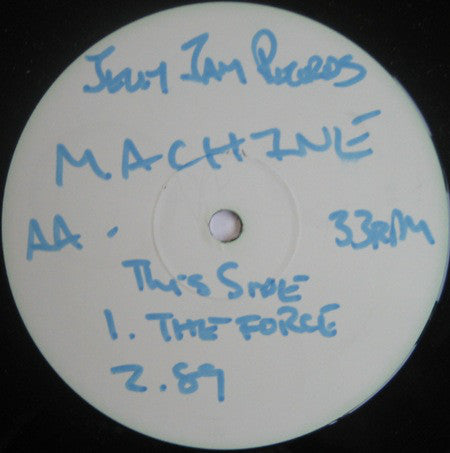 Jelly Jam Records
MACHINE
AA. 33RPM
This Side
1. THE FORCE
2. 89